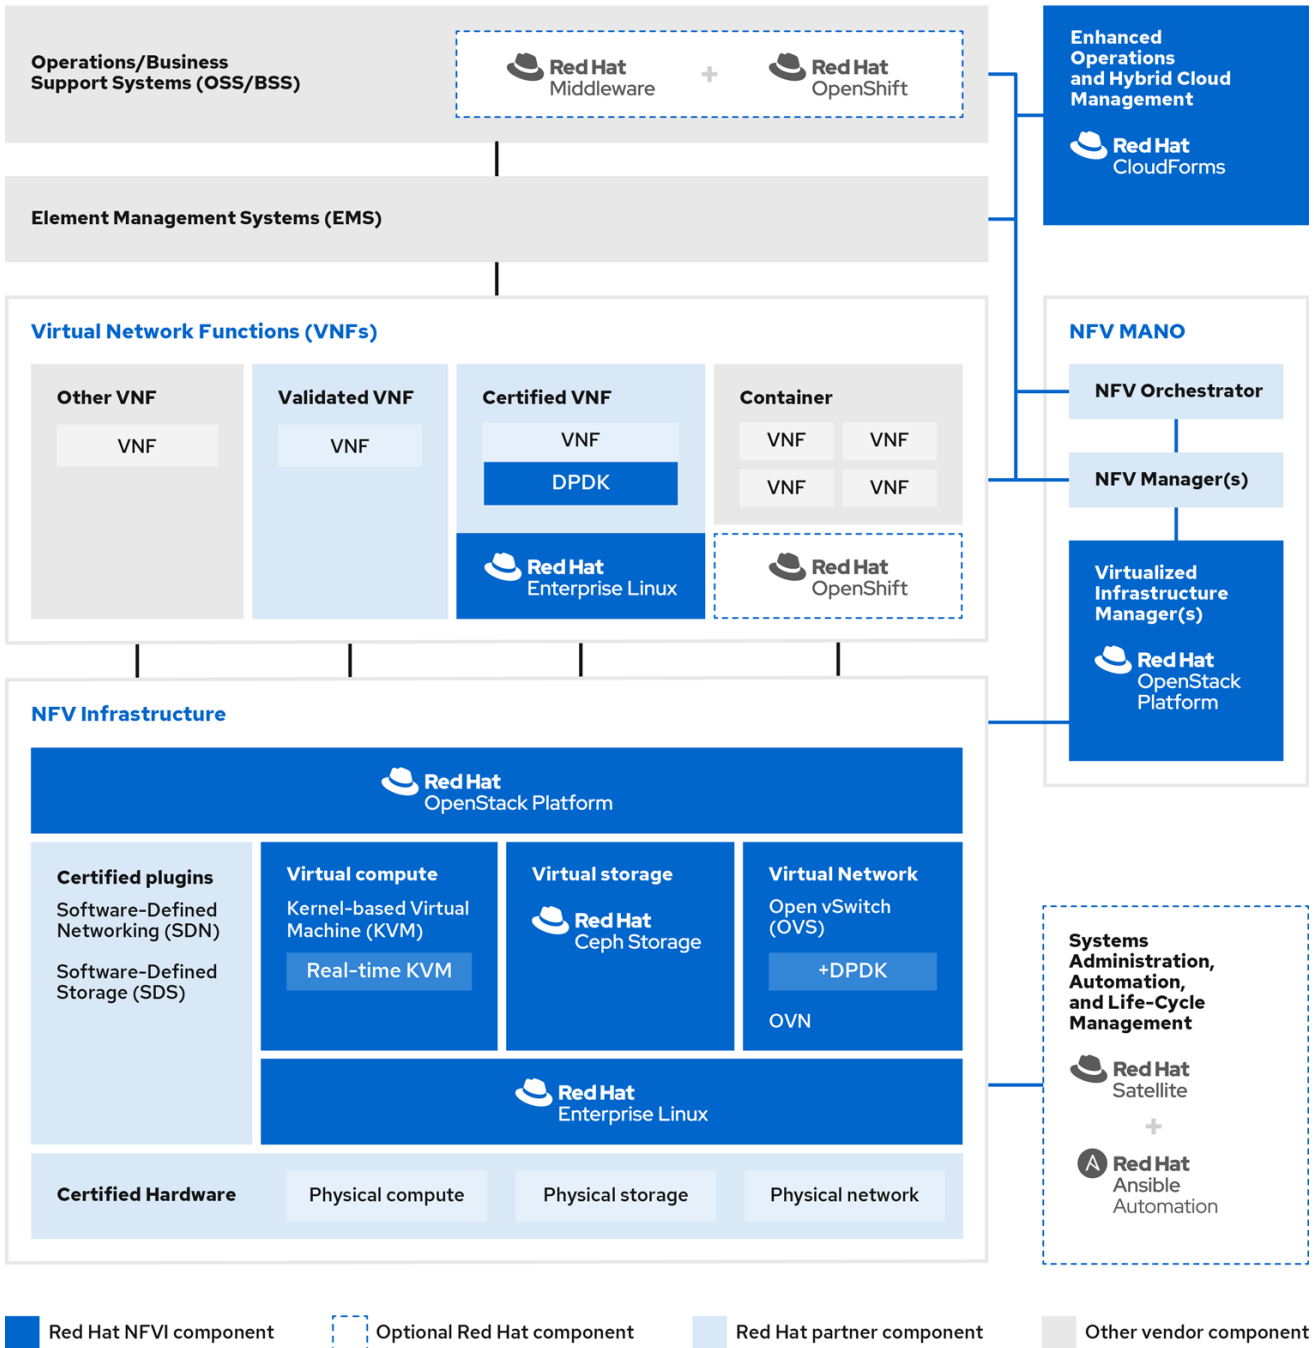 Operations/Business
Support Systems (OSS/BSS)
Red Hat
Middleware
+
Red Hat
OpenShift
Enhanced
Operations
and Hybrid Cloud
Management
Red Hat
CloudForms
Element Management Systems (EMS)
Virtual Network Functions (VNFs)
Other VNF
VNF
Validated VNF
VNF
Certified VNF
VNF
DPDK
Red Hat
Enterprise Linux
Container
VNF
VNF
VNF
VNF
Red Hat
OpenShift
NFV MANO
NFV Orchestrator
NFV Manager(s)
Virtualized
Infrastructure
Manager(s)
Red Hat
OpenStack
Platform
NFV Infrastructure
Red Hat
OpenStack Platform
Certified plugins
Software-Defined
Networking (SDN)
Software-Defined
Storage (SDS)
Virtual compute
Kernel-based Virtual
Machine (KVM)
Real-time KVM
Virtual storage
Red Hat
Ceph Storage
Virtual Network
Open vSwitch
(OVS)
+DPDK
OVN
Red Hat
Enterprise Linux
Certified Hardware
Physical compute
Physical storage
Physical network
Systems
Administration,
Automation,
and Life-Cycle
Management
Red Hat
Satellite
+
Red Hat
Ansible
Automation
Red Hat NFVI component
Optional Red Hat component
Red Hat partner component
Other vendor component